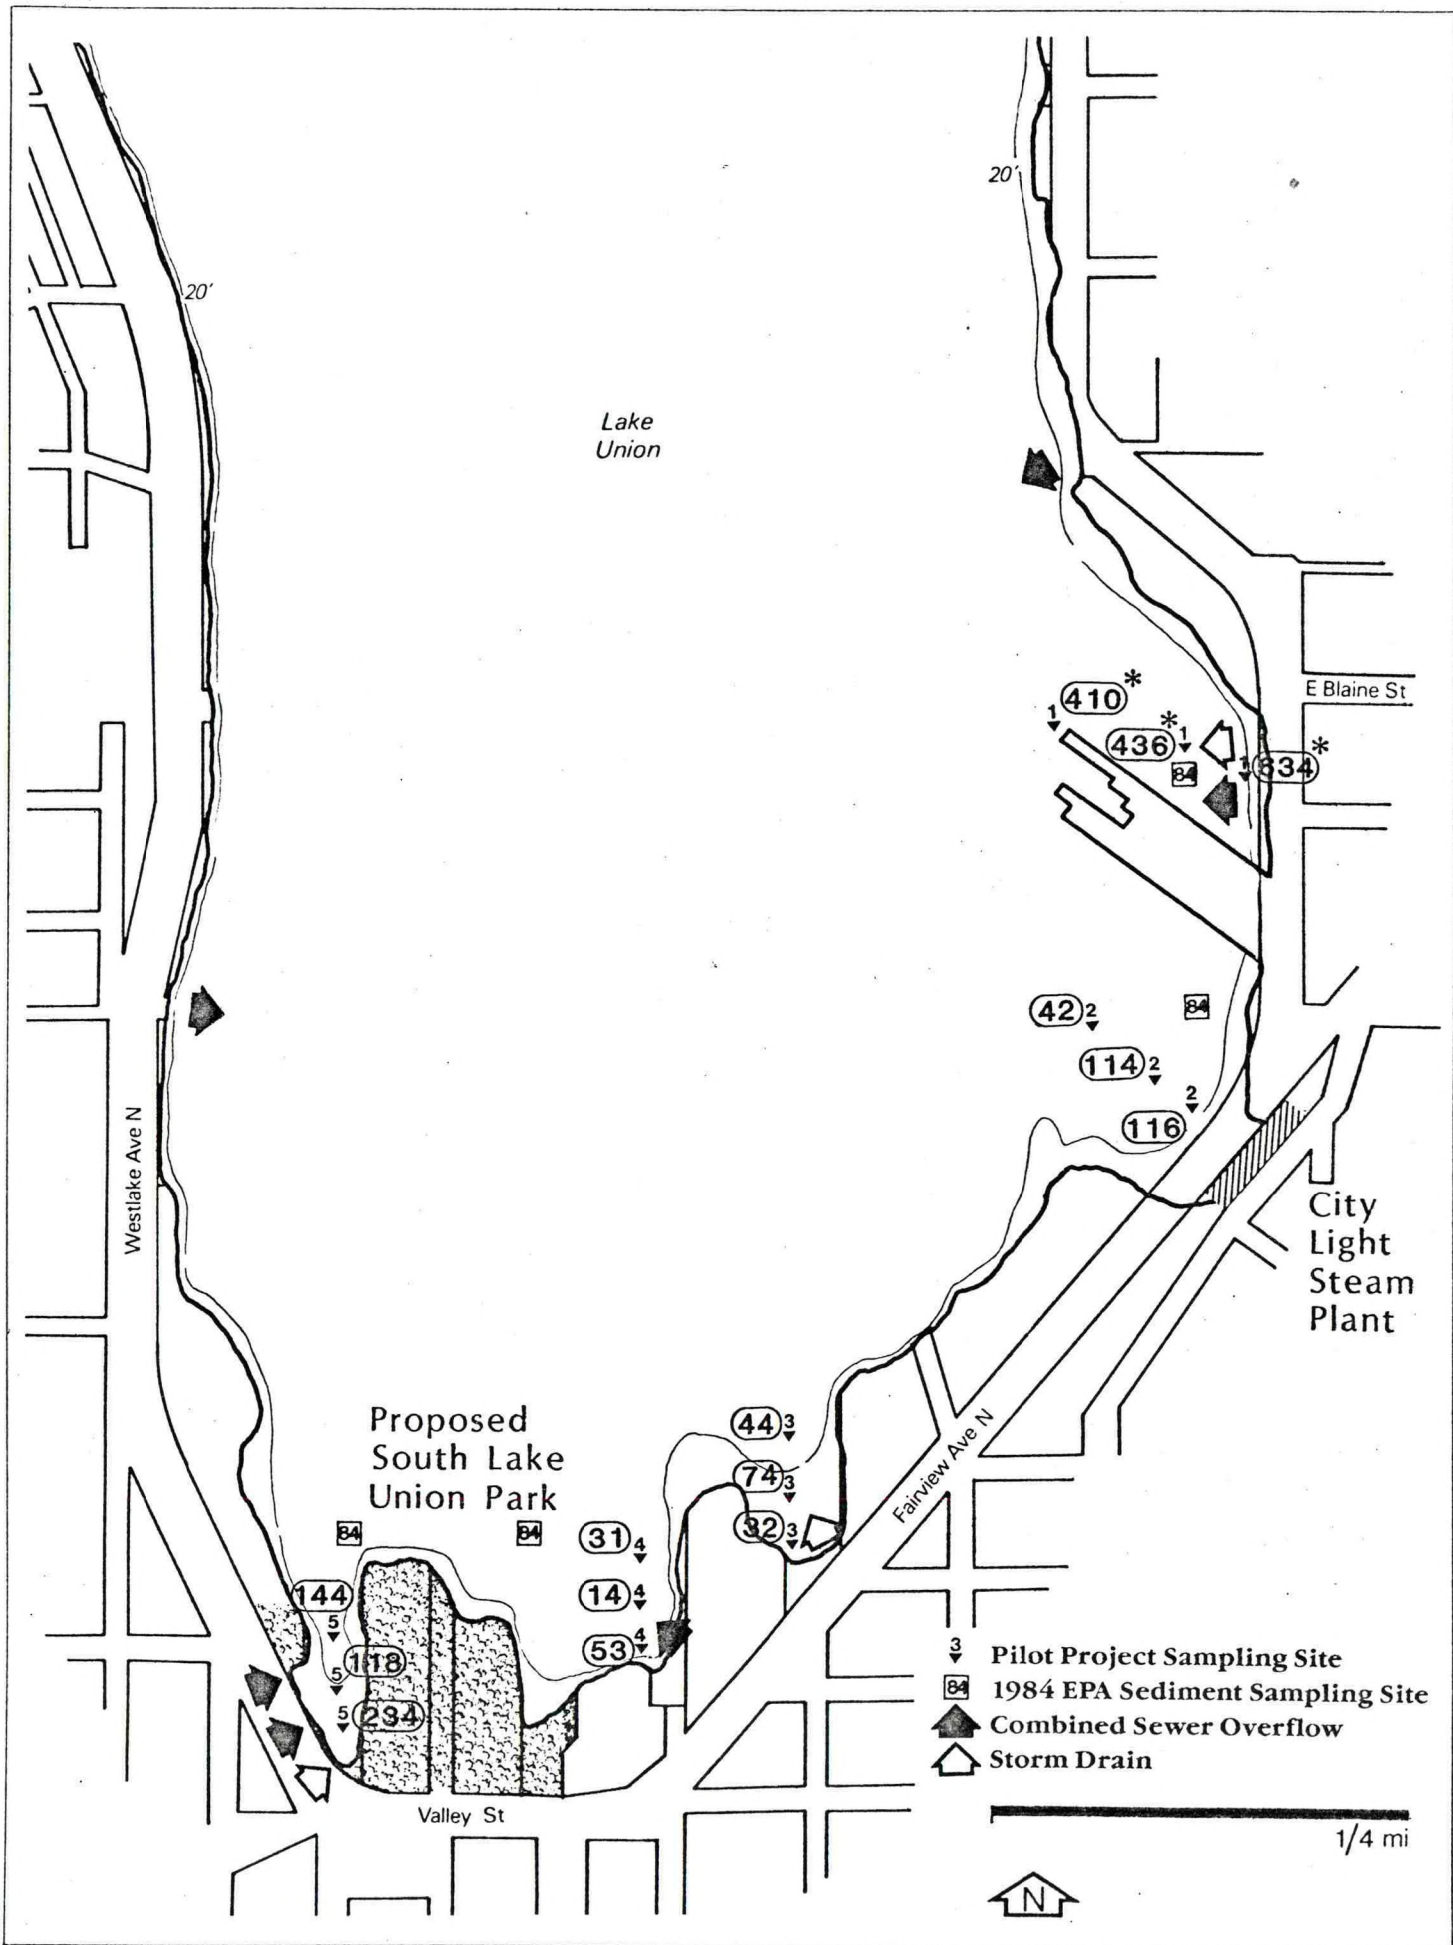 20'
20'
Lake
Union
E Blaine St
410*
1
436*
1
84
1
634*
42 2
84
114 2
2
116
Westlake Ave N
City
Light
Steam
Plant
Proposed
South Lake
Union Park
44 3
74
3
32 3
Fairview Ave N
84
84
31 4
14 4
53 4
144
5
118
5
5
234
Valley St
3
Pilot Project Sampling Site
84 1984 EPA Sediment Sampling Site
Combined Sewer Overflow
Storm Drain
1/4 mi
N